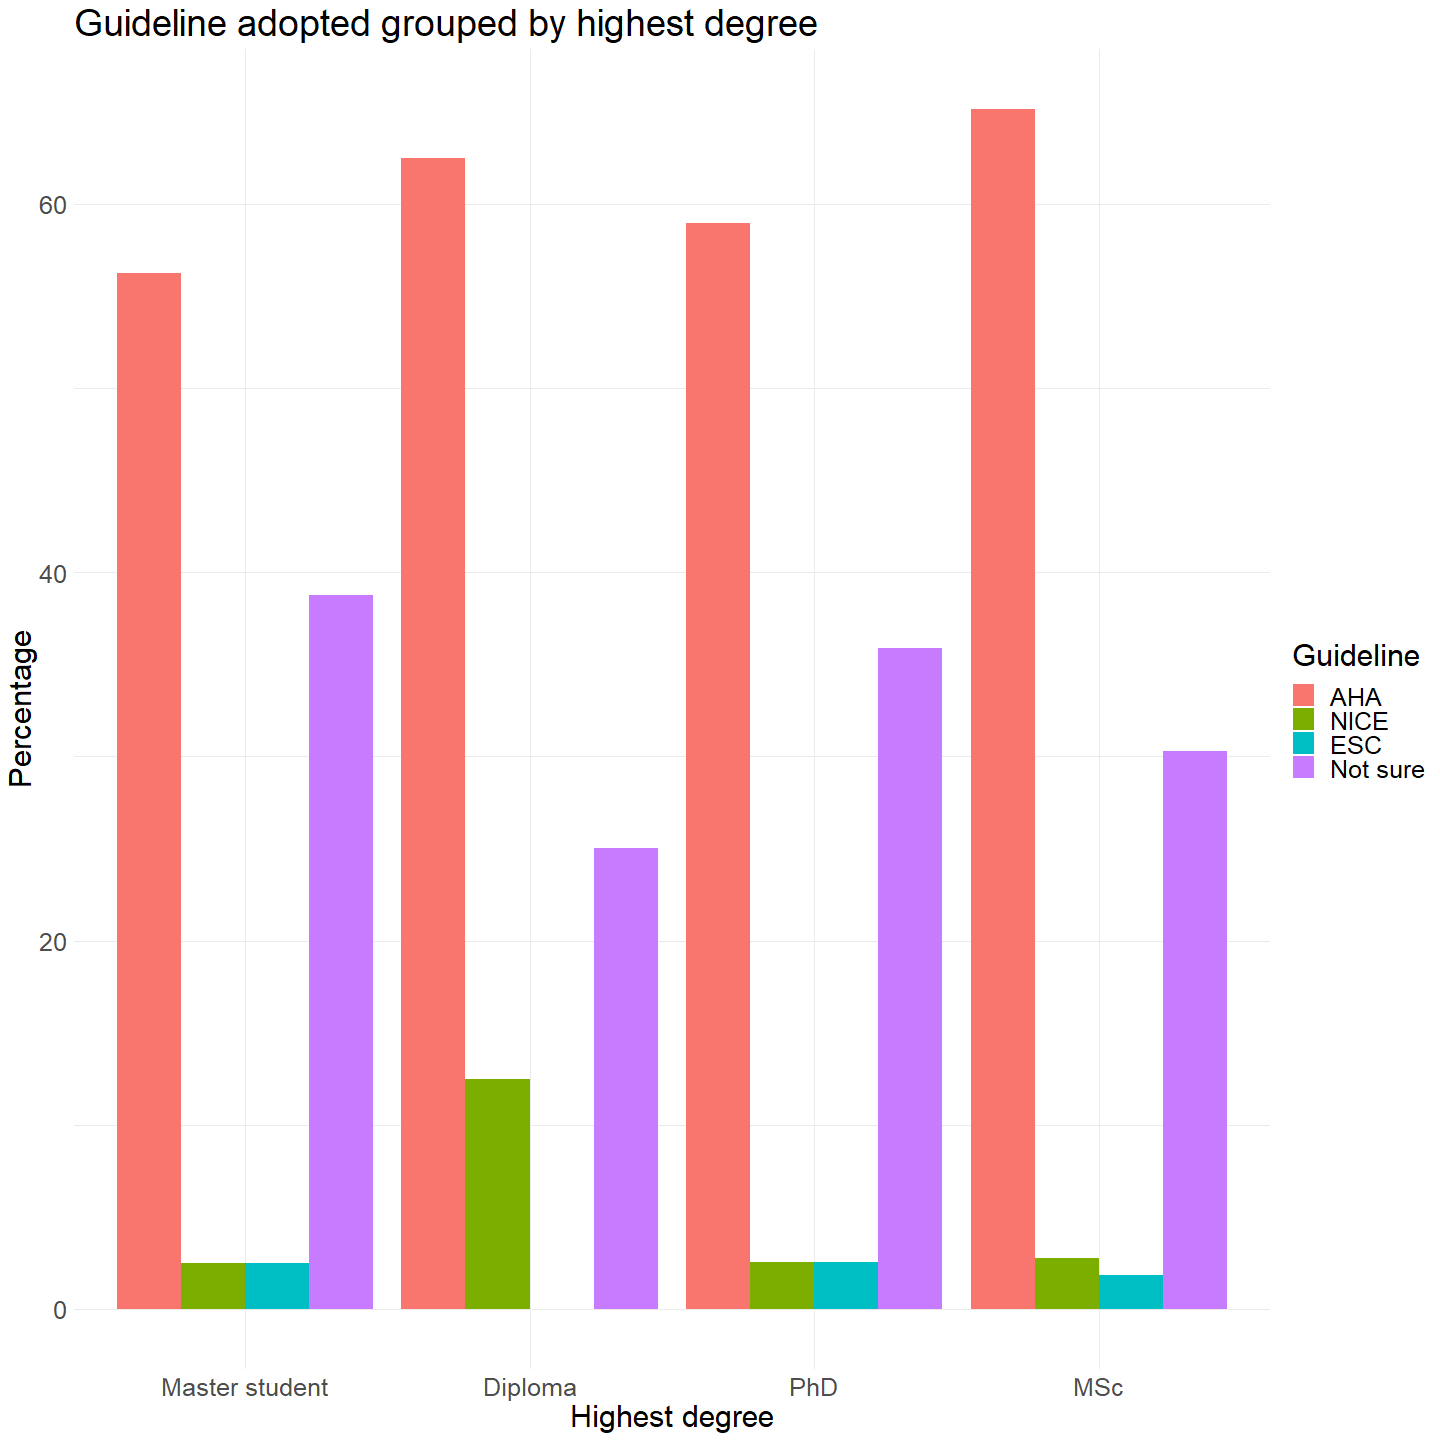 Guideline adopted grouped by highest degree
60
40
20
0
Percentage
Master student
Diploma
PhD
MSc
Highest degree
Guideline
AHA
NICE
ESC
Not sure